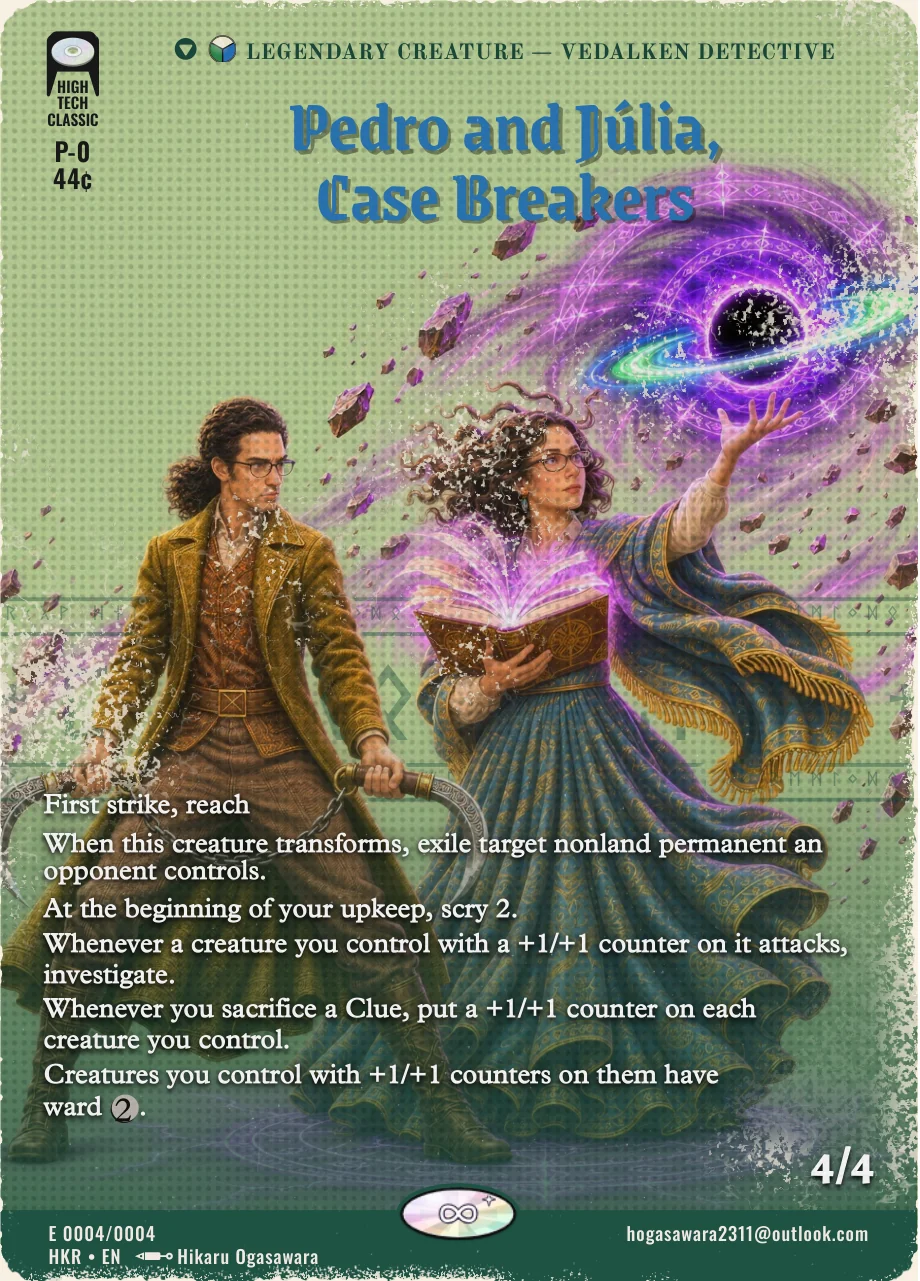 LEGENDARY CREATURE — VEDALKEN DETECTIVE
HIGH
TECH
CLASSIC
P-0
44¢
Pedro and Júlia,
Case Breakers
First strike, reach
When this creature transforms, exile target nonland permanent an
opponent controls.
At the beginning of your upkeep, scry 2.
Whenever a creature you control with a +1/+1 counter on it attacks,
investigate.
Whenever you sacrifice a Clue, put a +1/+1 counter on each
creature you control.
Creatures you control with +1/+1 counters on them have
ward 2.
4/4
E 0004/0004
HKR • EN Hikaru Ogasawara
hogasawara2311@outlook.com